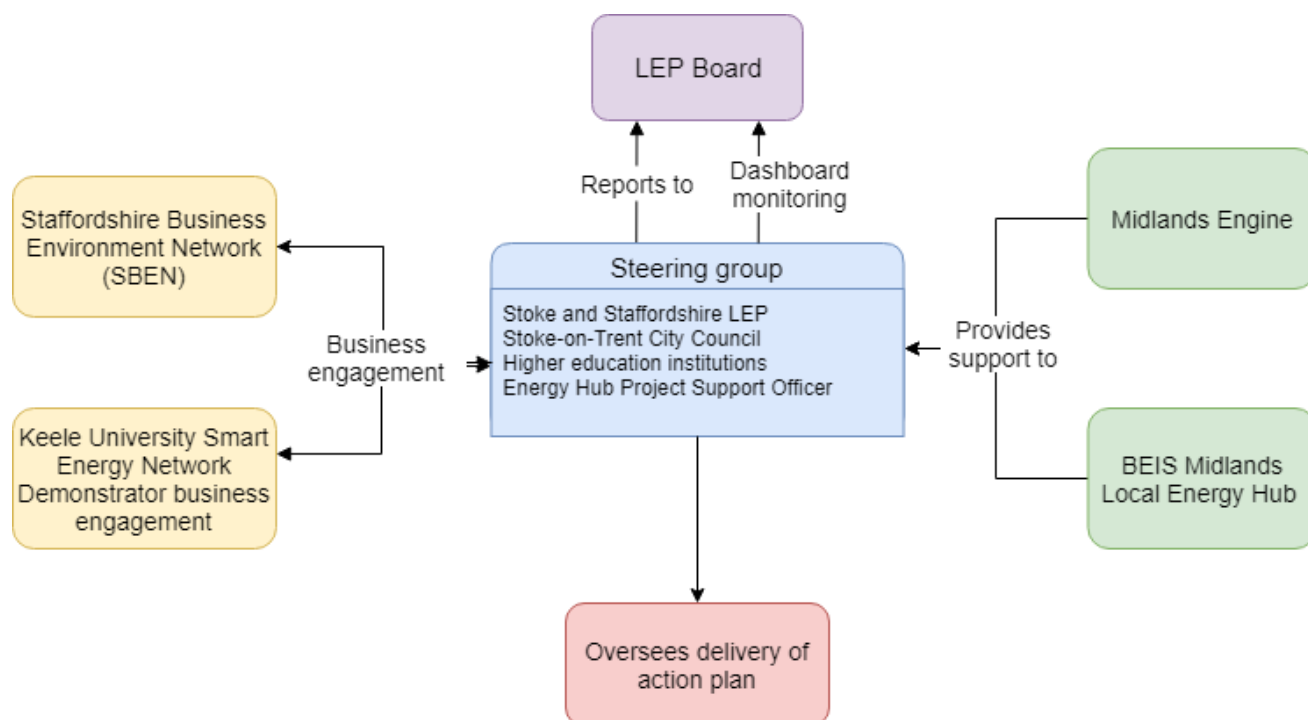 LEP Board
Reports to
Dashboard
monitoring
Staffordshire Business
Environment Network
(SBEN)
Business
engagement
Keele University Smart
Energy Network
Demonstrator business
engagement
Steering group
Stoke and Staffordshire LEP
Stoke-on-Trent City Council
Higher education institutions
Energy Hub Project Support Officer
Provides
support to
Midlands Engine
BEIS Midlands
Local Energy Hub
Oversees delivery of
action plan